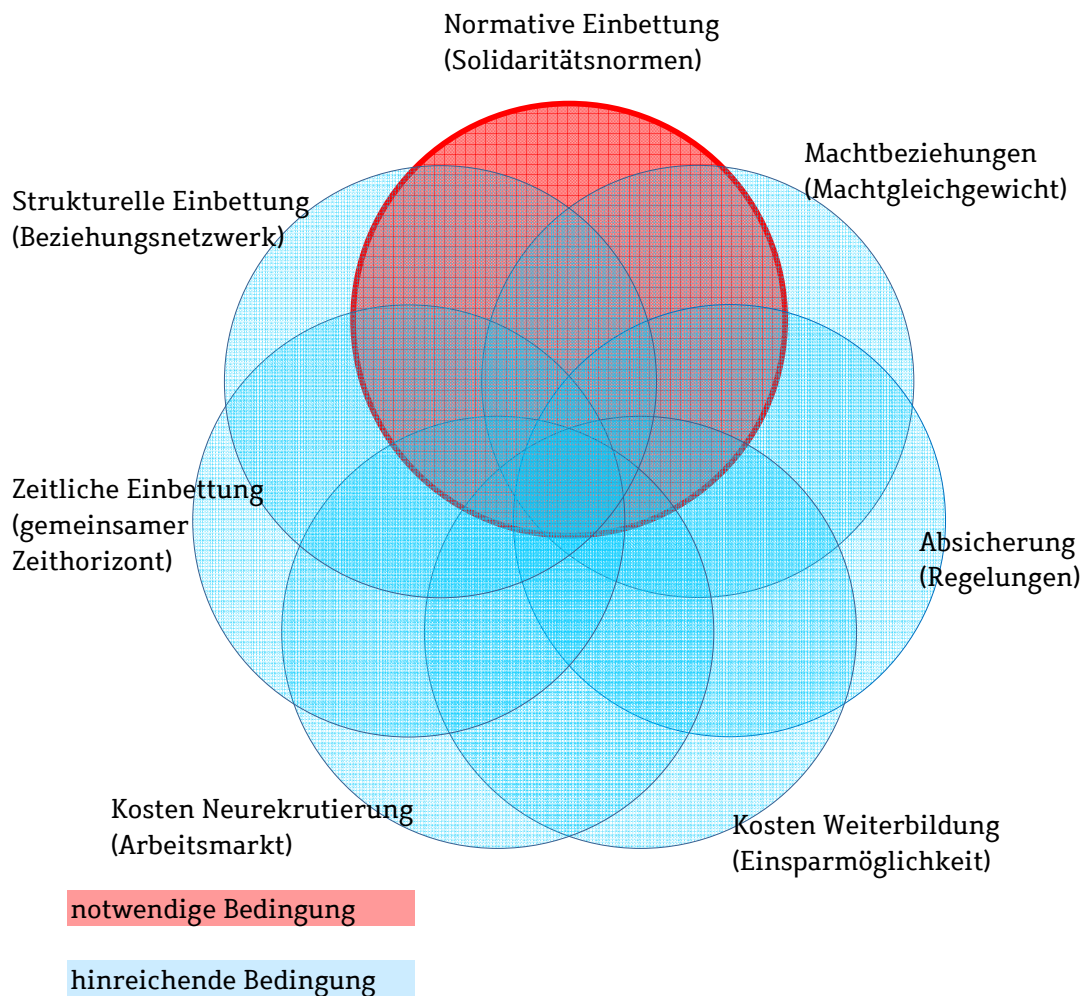 Normative Einbettung
(Solidaritätsnormen)
Machtbeziehungen
(Machtgleichgewicht)
Strukturelle Einbettung
(Beziehungsnetzwerk)
Zeitliche Einbettung
(gemeinsamer
Zeithorizont)
Absicherung
(Regelungen)
Kosten Neurekrutierung
(Arbeitsmarkt)
Kosten Weiterbildung
(Einsparmöglichkeit)
notwendige Bedingung
hinreichende Bedingung